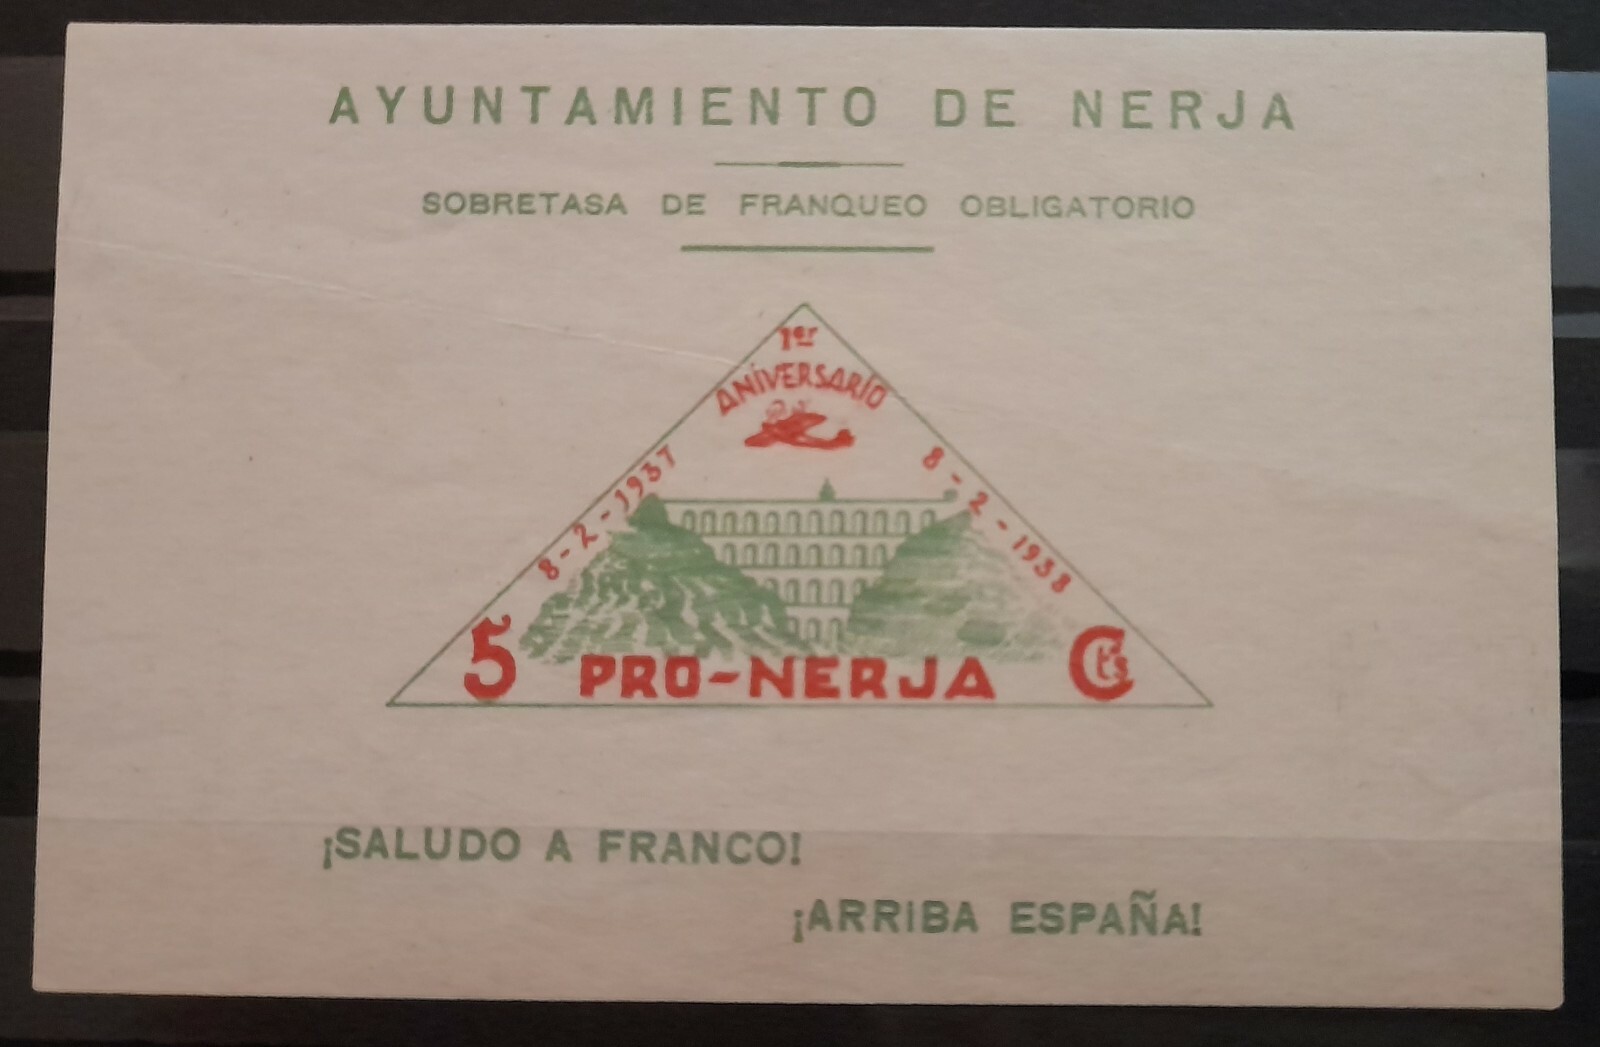 AYUNTAMIENTO DE NERJA
SOBRETASA DE FRANQUEO OBLIGATORIO
1er
ANIVERSARIO
8-2-1937
8-2-1938
5 PRO-NERJA Cts
¡SALUDO A FRANCO!
¡ARRIBA ESPAÑA!